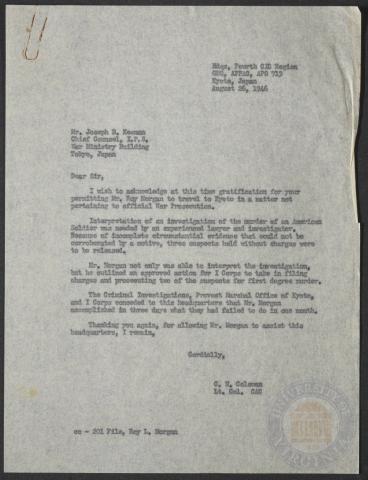 Hdqs, Fourth CID Region
GHQ, AFPAC, APO 713
Kyoto, Japan
August 26, 1946
Mr. Joseph B. Keenan
Chief Counsel, I.P.S.
War Ministry Building
Tokyo, Japan
Dear Sir,
I wish to acknowledge at this time gratification for your
permitting Mr. Roy Morgan to travel to Kyoto in a matter not
pertaining to official War Prosecution.
Interpretation of an investigation of the murder of an American
Soldier was needed by an experienced lawyer and investigator.
Because of incomplete circumstantial evidence that could not be
corroborated by a motive, three suspects held without charges were
to be released.
Mr. Morgan not only was able to interpret the investigation,
but he outlined an approved action for I Corps to take in filing
charges and prosecuting two of the suspects for first degree murder.
The Criminal Investigations, Provost Marshal Office of Kyoto,
and I Corps conceded to this headquarters that Mr. Morgan
accomplished in three days what they had failed to do in one month.
Thanking you again, for allowing Mr. Morgan to assist this
headquarters, I remain,
Cordially,
C. N. Coleman
Lt. Col. CAC
cc - 201 File, Roy L. Morgan
UNIVERSITY OF VIRGINIA